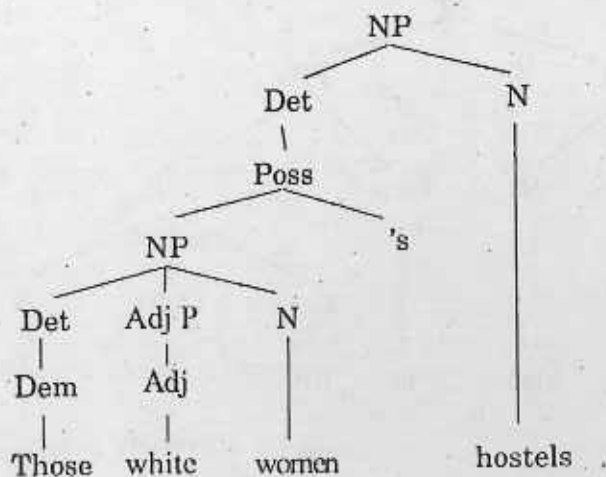 NP
Det N
Poss
NP 's
Det Adj P N
Dem Adj
Those white women hostels